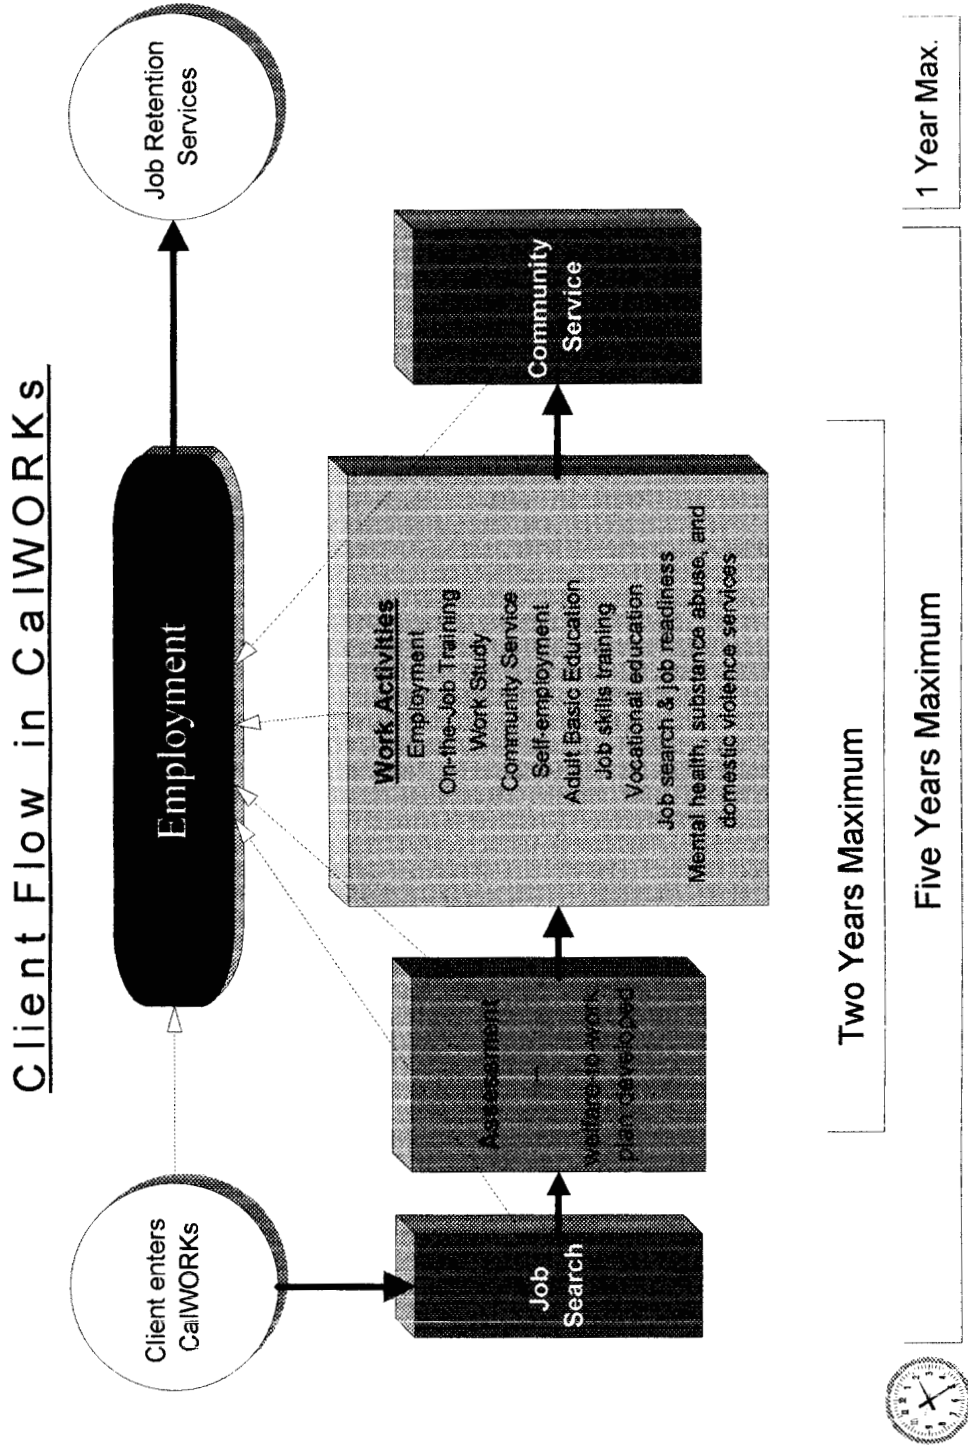 Client Flow in CalWORKs
Client enters
CalWORKs
Employment
Job Retention
Services
Job
Search
Assessment
–
welfare-to-work
plan developed
Work Activities
Employment
On-the-Job Training
Work Study
Community Service
Self-employment
Adult Basic Education
Job skills training
Vocational education
Job search & job readiness
Mental health, substance abuse, and
domestic violence services
Community
Service
Two Years Maximum
Five Years Maximum
1 Year Max.